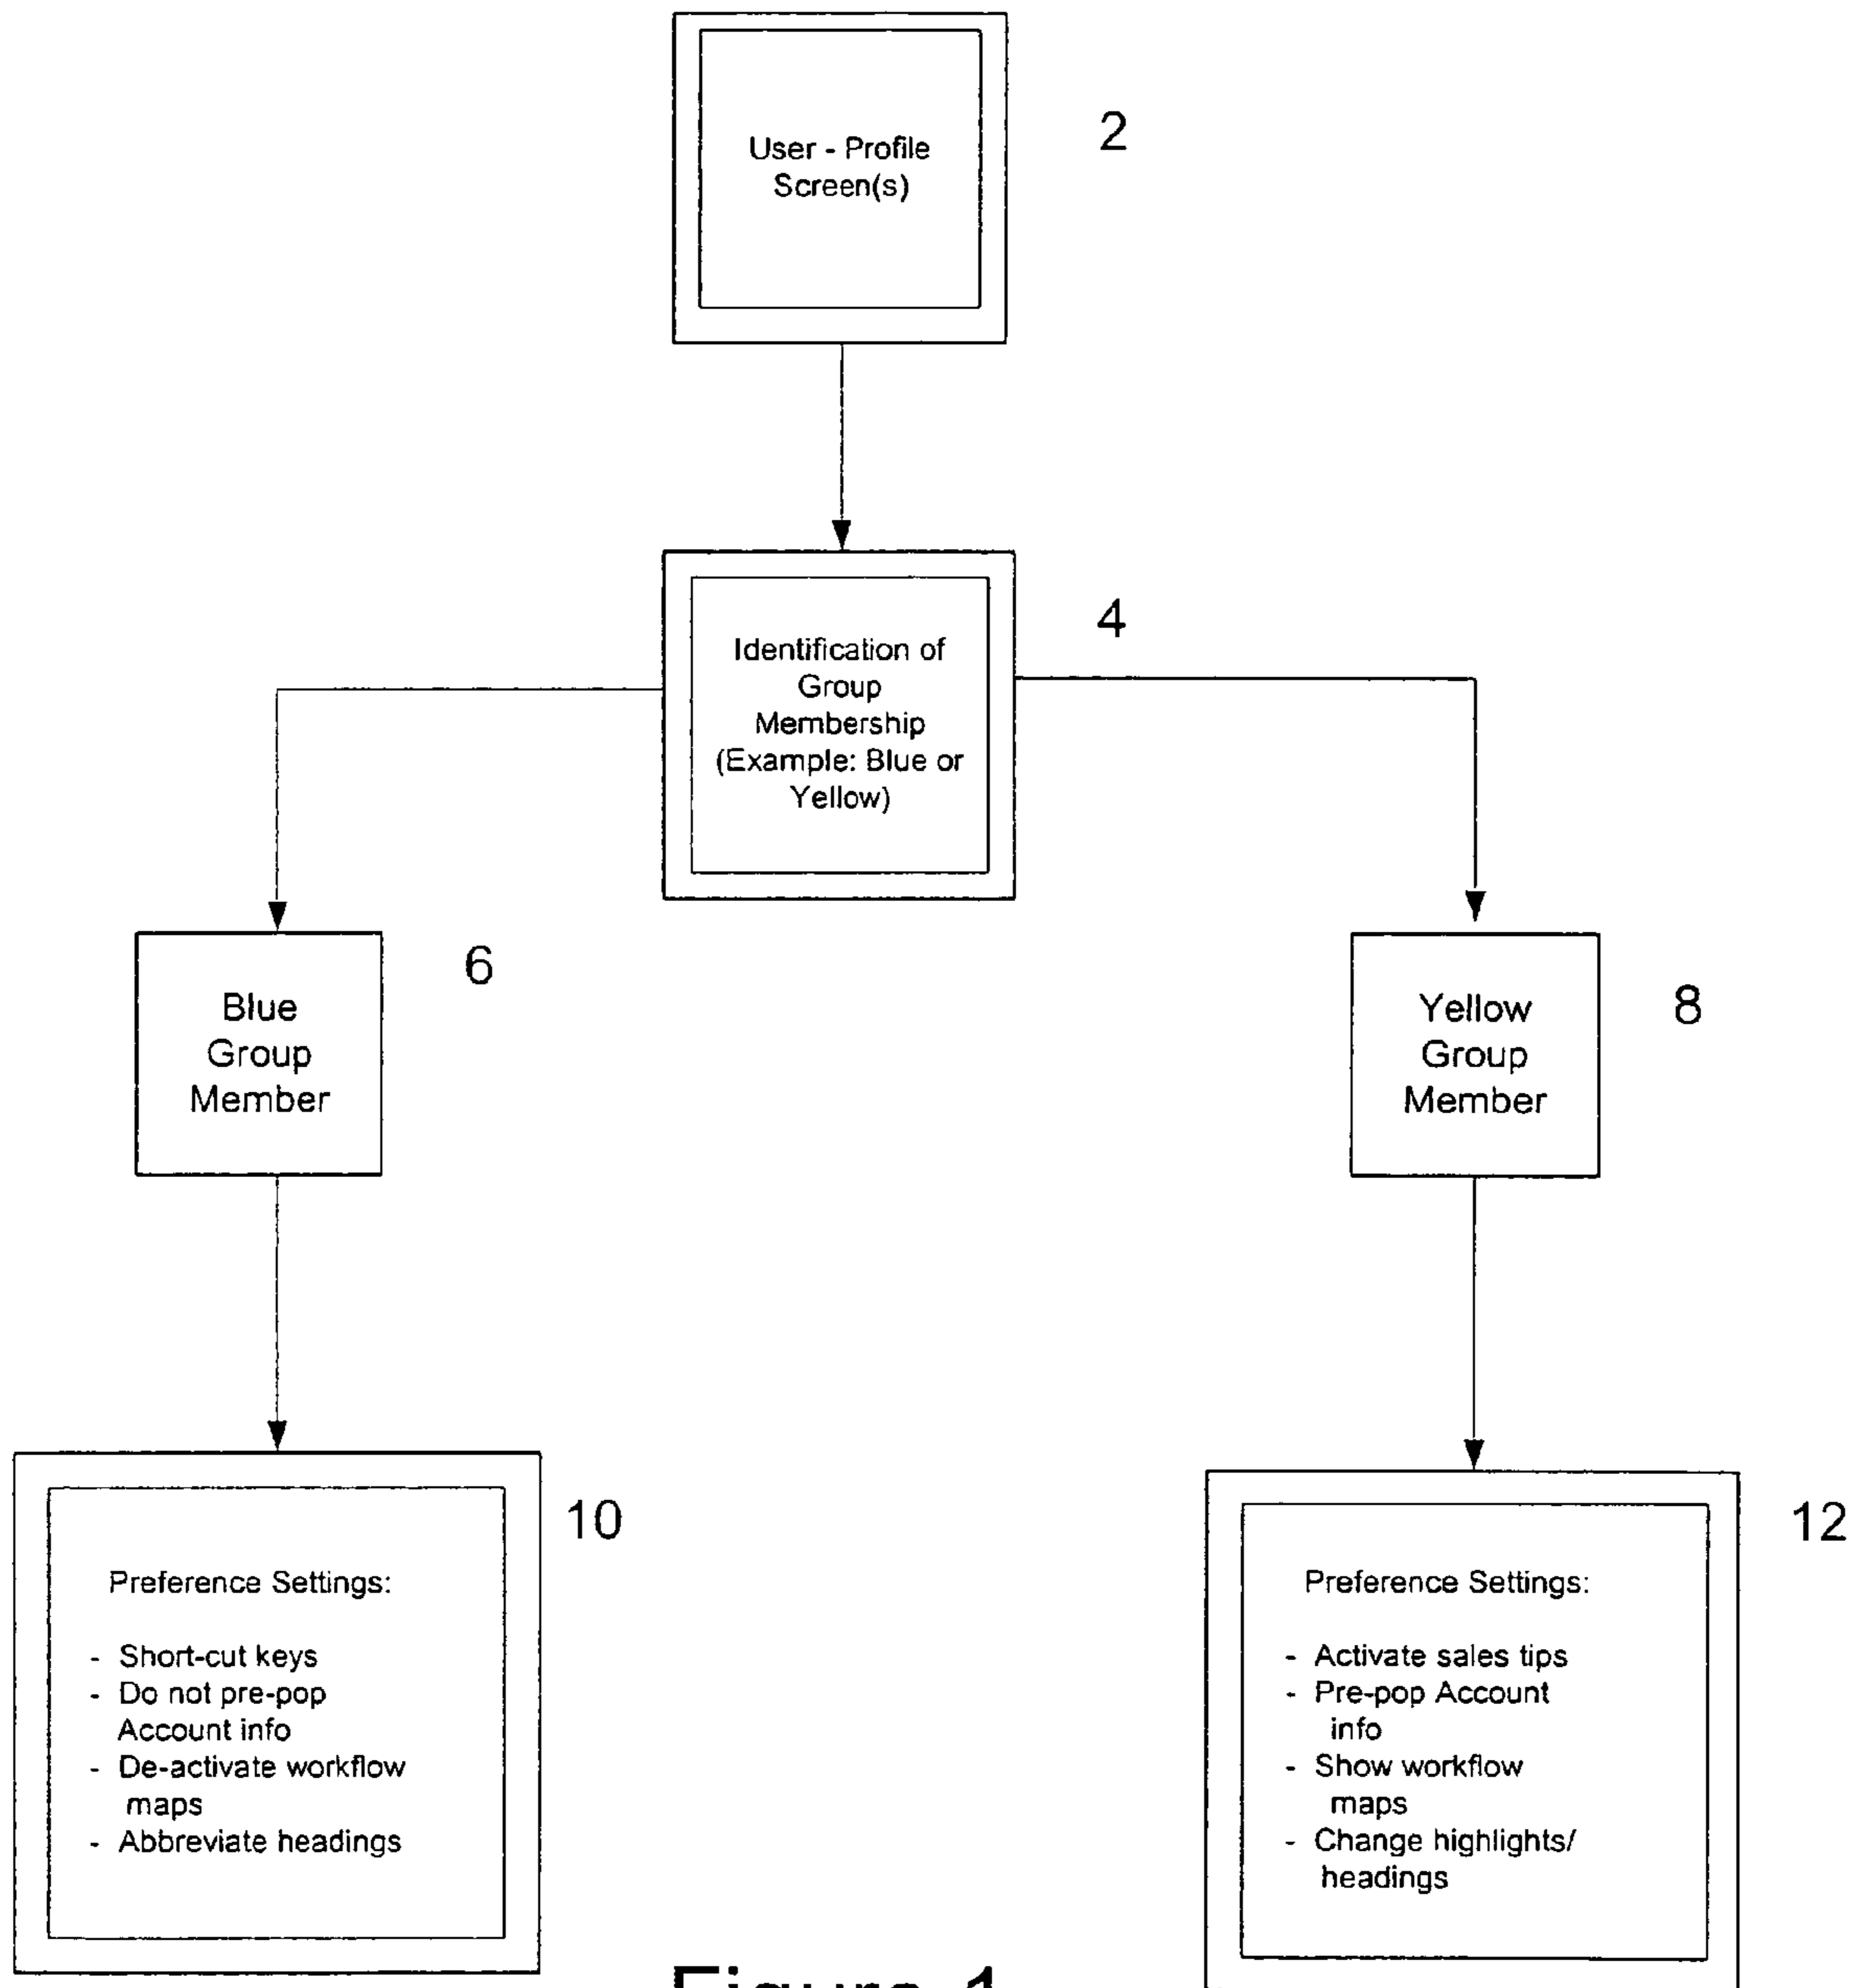 User - Profile
Screen(s)
2
Identification of
Group
Membership
(Example: Blue or
Yellow)
4
Blue
Group
Member
6
Yellow
Group
Member
8
Preference Settings:
- Short-cut keys
- Do not pre-pop
Account info
- De-activate workflow
maps
- Abbreviate headings
10
Preference Settings:
- Activate sales tips
- Pre-pop Account
info
- Show workflow
maps
- Change highlights/
headings
12
Figure 1